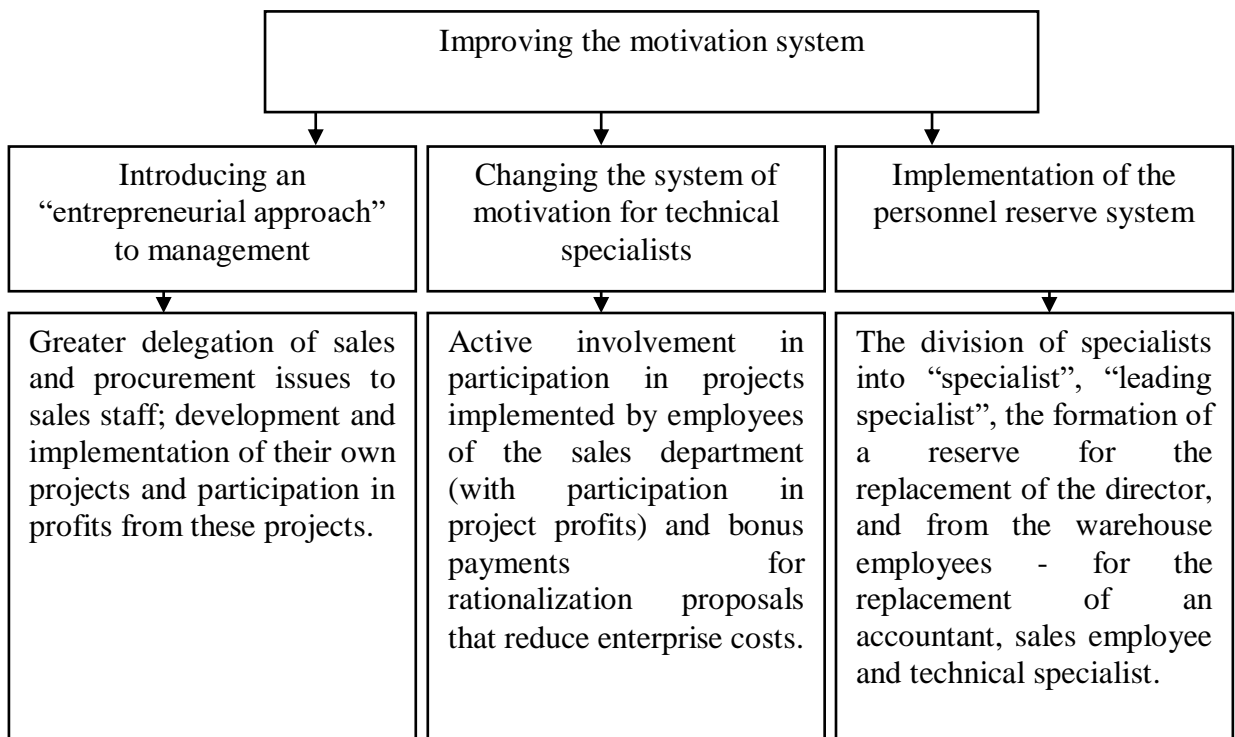 Improving the motivation system
Introducing an
“entrepreneurial approach”
to management
Changing the system of
motivation for technical
specialists
Implementation of the
personnel reserve system
Greater delegation of sales
and procurement issues to
sales staff; development and
implementation of their own
projects and participation in
profits from these projects.
Active involvement in
participation in projects
implemented by employees
of the sales department
(with participation in
project profits) and bonus
payments for
rationalization proposals
that reduce enterprise costs.
The division of specialists
into “specialist”, “leading
specialist”, the formation of
a reserve for the
replacement of the director,
and from the warehouse
employees - for the
replacement of an
accountant, sales employee
and technical specialist.